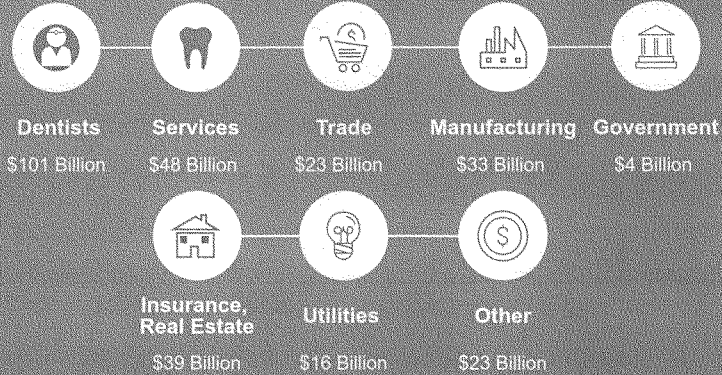 Dentists Services Trade Manufacturing Government
$101 Billion $48 Billion $23 Billion $33 Billion $4 Billion
Insurance,
Real Estate Utilities Other
$39 Billion $16 Billion $23 Billion